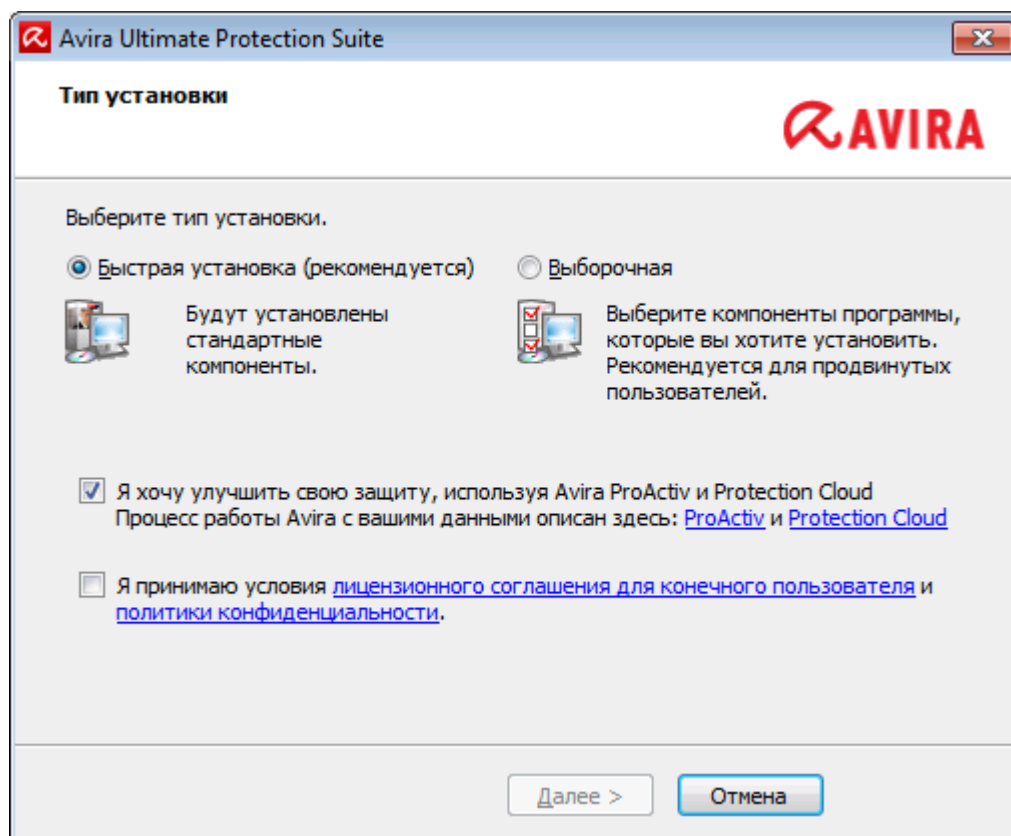 Avira Ultimate Protection Suite
Тип установки
AVIRA
Выберите тип установки.
Быстрая установка (рекомендуется)
Будут установлены
стандартные
компоненты.
Выборочная
Выберите компоненты программы,
которые вы хотите установить.
Рекомендуется для продвинутых
пользователей.
Я хочу улучшить свою защиту, используя Avira ProActiv и Protection Cloud
Процесс работы Avira с вашими данными описан здесь: ProActiv и Protection Cloud
Я принимаю условия лицензионного соглашения для конечного пользователя и
политики конфиденциальности.
Далее >
Отмена